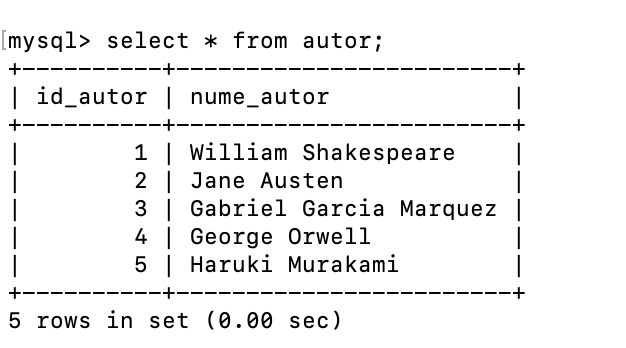 mysql> select * from autor;
+----------+------------------------+
| id_autor | nume_autor             |
+----------+------------------------+
|        1 | William Shakespeare    |
|        2 | Jane Austen            |
|        3 | Gabriel Garcia Marquez |
|        4 | George Orwell          |
|        5 | Haruki Murakami        |
+----------+------------------------+
5 rows in set (0.00 sec)